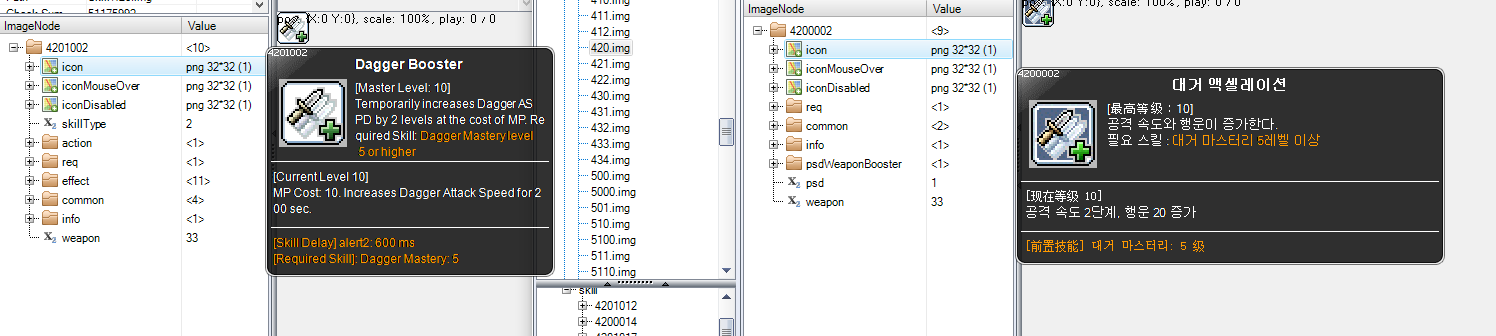 ImageNode Value
4201002 <10>
icon png 32*32 (1)
iconMouseOver png 32*32 (1)
iconDisabled png 32*32 (1)
skillType 2
action <1>
req <1>
effect <11>
common <4>
info <1>
weapon 33
{X:0 Y:0}, scale: 100%, play: 0 / 0
4201002
Dagger Booster
[Master Level: 10]
Temporarily increases Dagger AS
PD by 2 levels at the cost of MP. Re
quired Skill: Dagger Mastery level
5 or higher
[Current Level 10]
MP Cost: 10. Increases Dagger Attack Speed for 2
00 sec.
[Skill Delay] alert2: 600 ms
[Required Skill]: Dagger Mastery: 5
411.img
412.img
420.img
421.img
422.img
430.img
431.img
432.img
433.img
434.img
500.img
5000.img
501.img
510.img
5100.img
511.img
5110.img
skill
4201012
4200014
ImageNode Value
4200002 <9>
icon png 32*32 (1)
iconMouseOver png 32*32 (1)
iconDisabled png 32*32 (1)
req <1>
common <2>
info <1>
psdWeaponBooster <1>
psd 1
weapon 33
Y:0}, scale: 100%, play: 0 / 0
4200002
대거 액셀레이션
[最高等级：10]
공격 속도와 행운이 증가한다.
필요 스킬 : 대거 마스터리 5레벨 이상
[现在等级 10]
공격 속도 2단계, 행운 20 증가
[前置技能] 대거 마스터리: 5 级